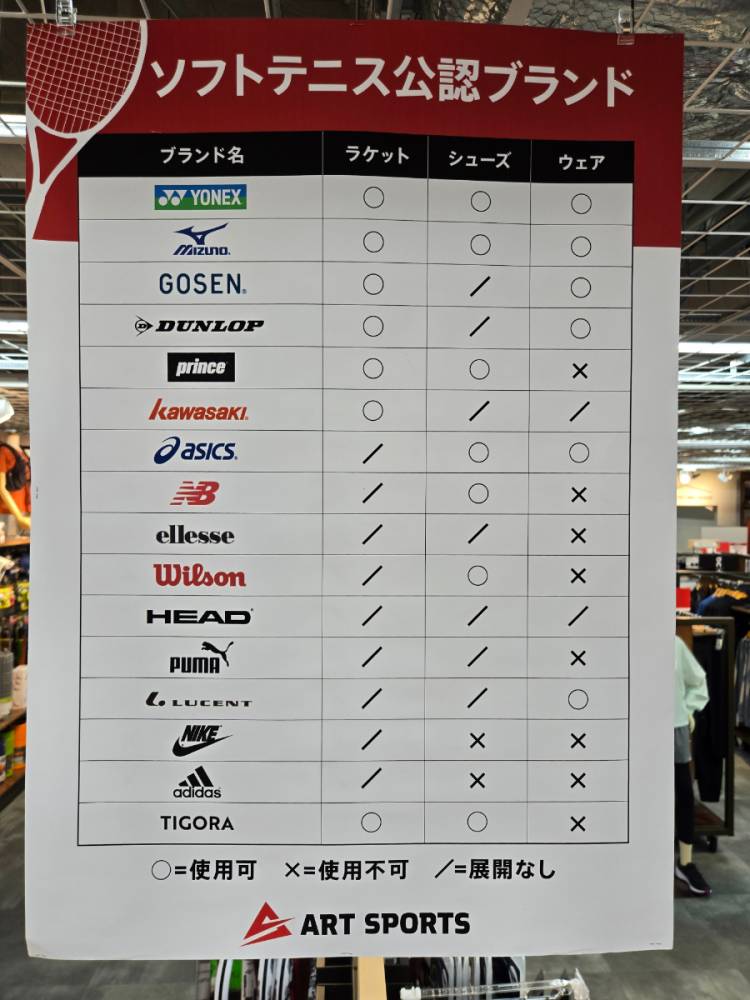 ソフトテニス公認ブランド
ブランド名 ラケット シューズ ウェア
YONEX ○ ○ ○
MIZUNO ○ ○ ○
GOSEN ○ / ○
DUNLOP ○ / ○
prince ○ ○ ×
kawasaki ○ / /
asics / ○ ○
NB / ○ ×
ellesse / / ×
Wilson / ○ ×
HEAD / / /
PUMA / / ×
LUCENT / / ○
NIKE / × ×
adidas / × ×
TIGORA ○ ○ ×
○=使用可 ×=使用不可 /=展開なし
ART SPORTS